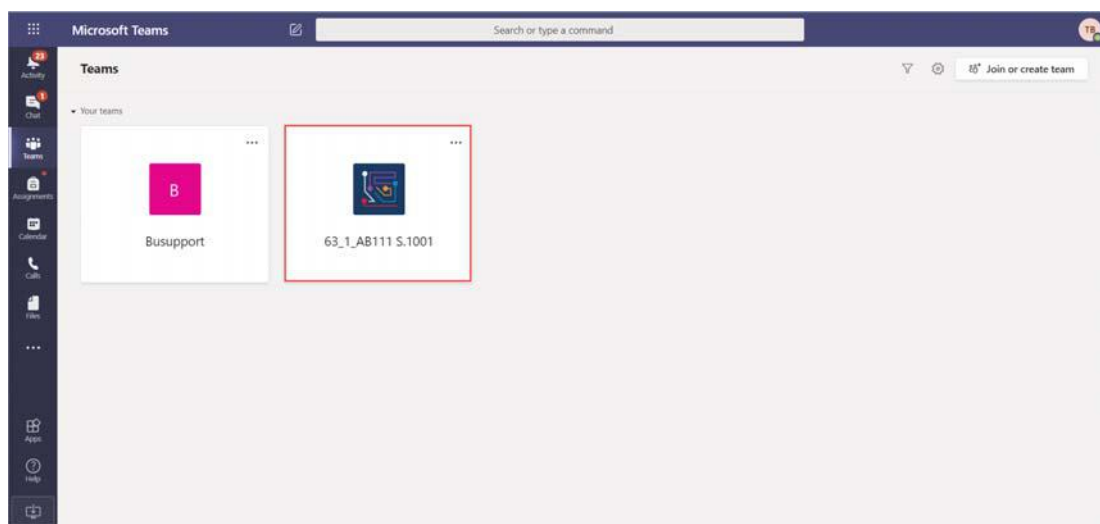 Microsoft Teams
Search or type a command
TB
23
Activity
1
Chat
Teams
Assignments
Calendar
Calls
Files
Apps
Help
Teams
Join or create team
Your teams
B
Busupport
63_1_AB111 S.1001